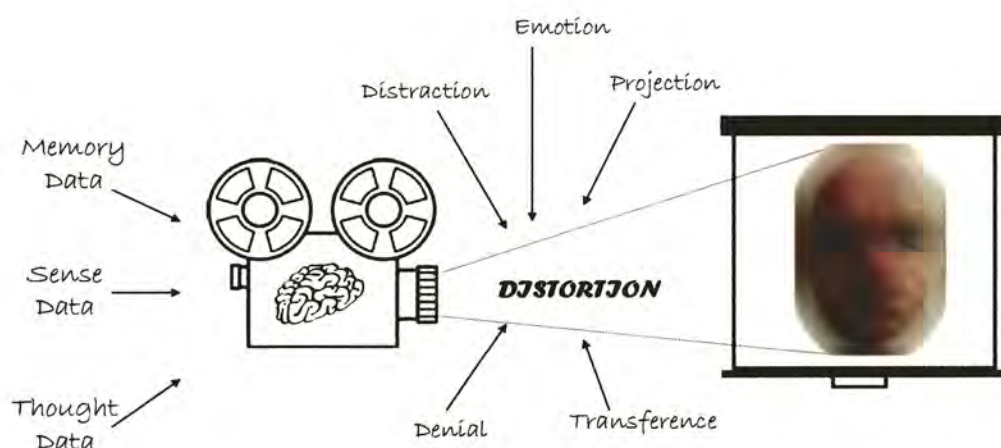 Emotion
Distraction
Projection
Memory
Data
Sense
Data
DISTORTION
Thought
Data
Denial
Transference